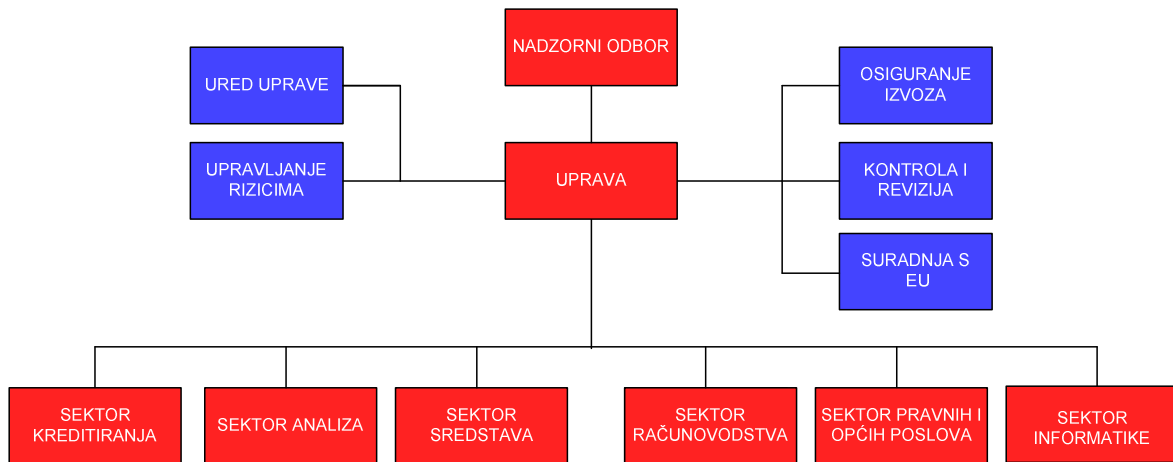 NADZORNI ODBOR
URED UPRAVE
OSIGURANJE
IZVOZA
UPRAVLJANJE
RIZICIMA
UPRAVA
KONTROLA I
REVIZIJA
SURADNJA S
EU
SEKTOR
KREDITIRANJA
SEKTOR ANALIZA
SEKTOR
SREDSTAVA
SEKTOR
RAČUNOVODSTVA
SEKTOR PRAVNIH I
OPĆIH POSLOVA
SEKTOR
INFORMATIKE